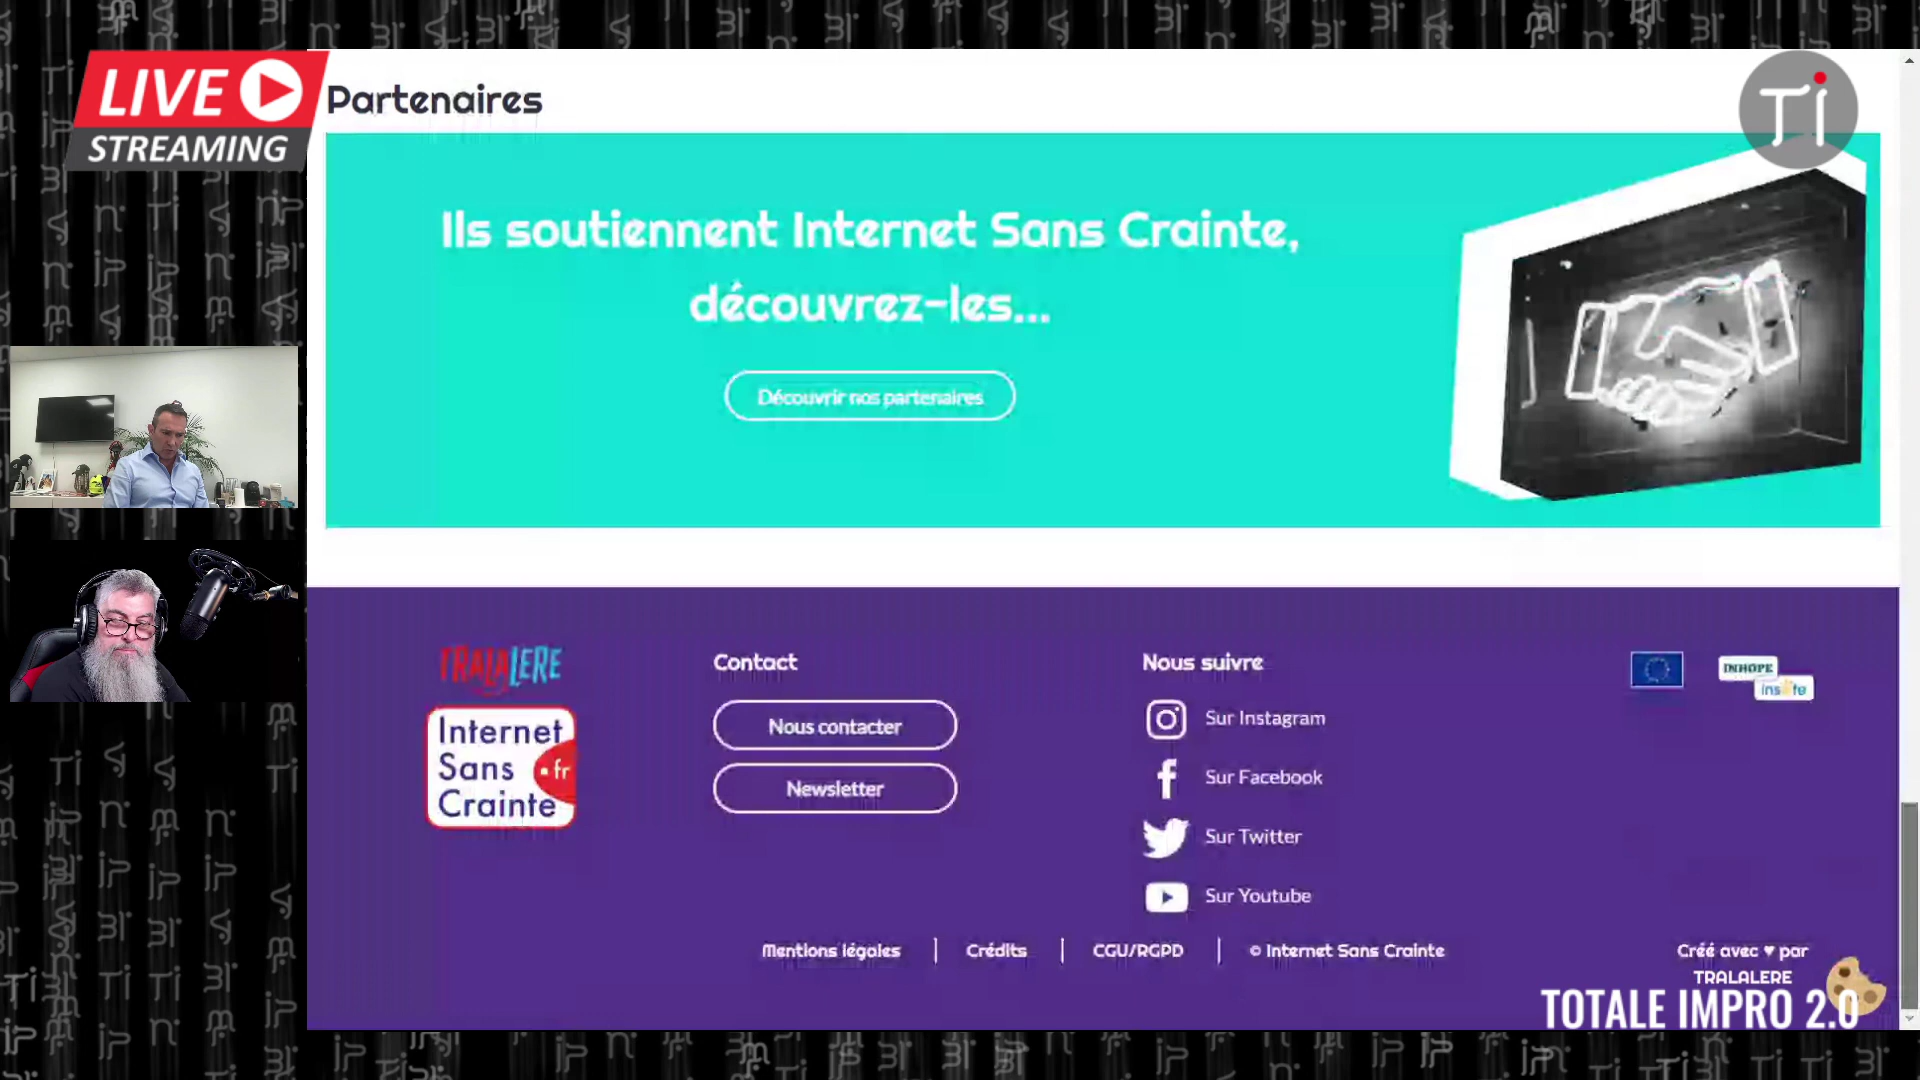 LIVE
STREAMING
Partenaires
Ti
Ils soutiennent Internet Sans Crainte,
découvrez-les...
Découvrir nos partenaires
TRALALERE
Internet
Sans
.fr
Crainte
Contact
Nous contacter
Newsletter
Nous suivre
Sur Instagram
Sur Facebook
Sur Twitter
Sur Youtube
INHOPE
insafe
Mentions légales
Crédits
CGU/RGPD
© Internet Sans Crainte
Créé avec ♥ par
TRALALERE
TOTALE IMPRO 2.0